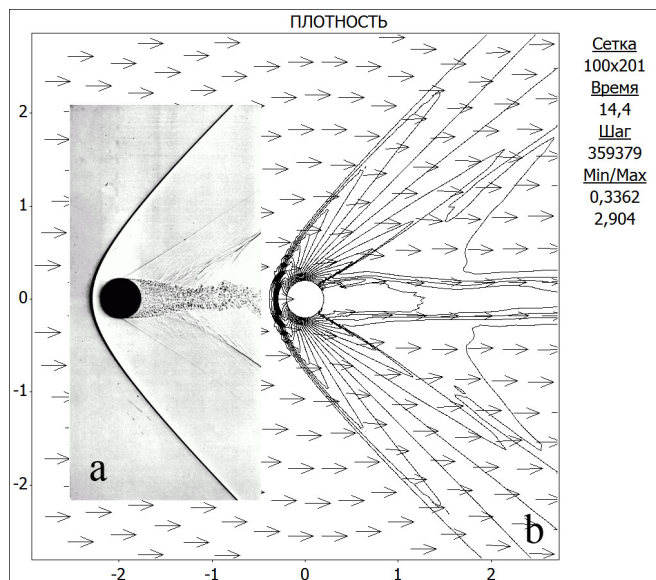 ПЛОТНОСТЬ
Сетка
100x201
Время
14,4
Шаг
359379
Min/Max
0,3362
2,904
2
1
0
-1
-2
a
b
-2
-1
0
1
2